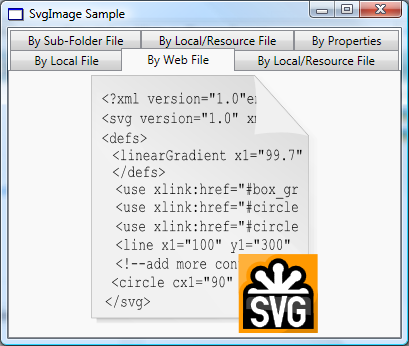 SvgImage Sample
By Sub-Folder File By Local/Resource File By Properties
By Local File By Web File By Local/Resource File
<?xml version="1.0"en
<svg version="1.0" xm
<defs>
<linearGradient x1="99.7"
</defs>
<use xlink:href="#box_gr
<use xlink:href="#circle
<use xlink:href="#circle
<line x1="100" y1="300"
<!--add more con
<circle cx1="90"
</svg>
SVG